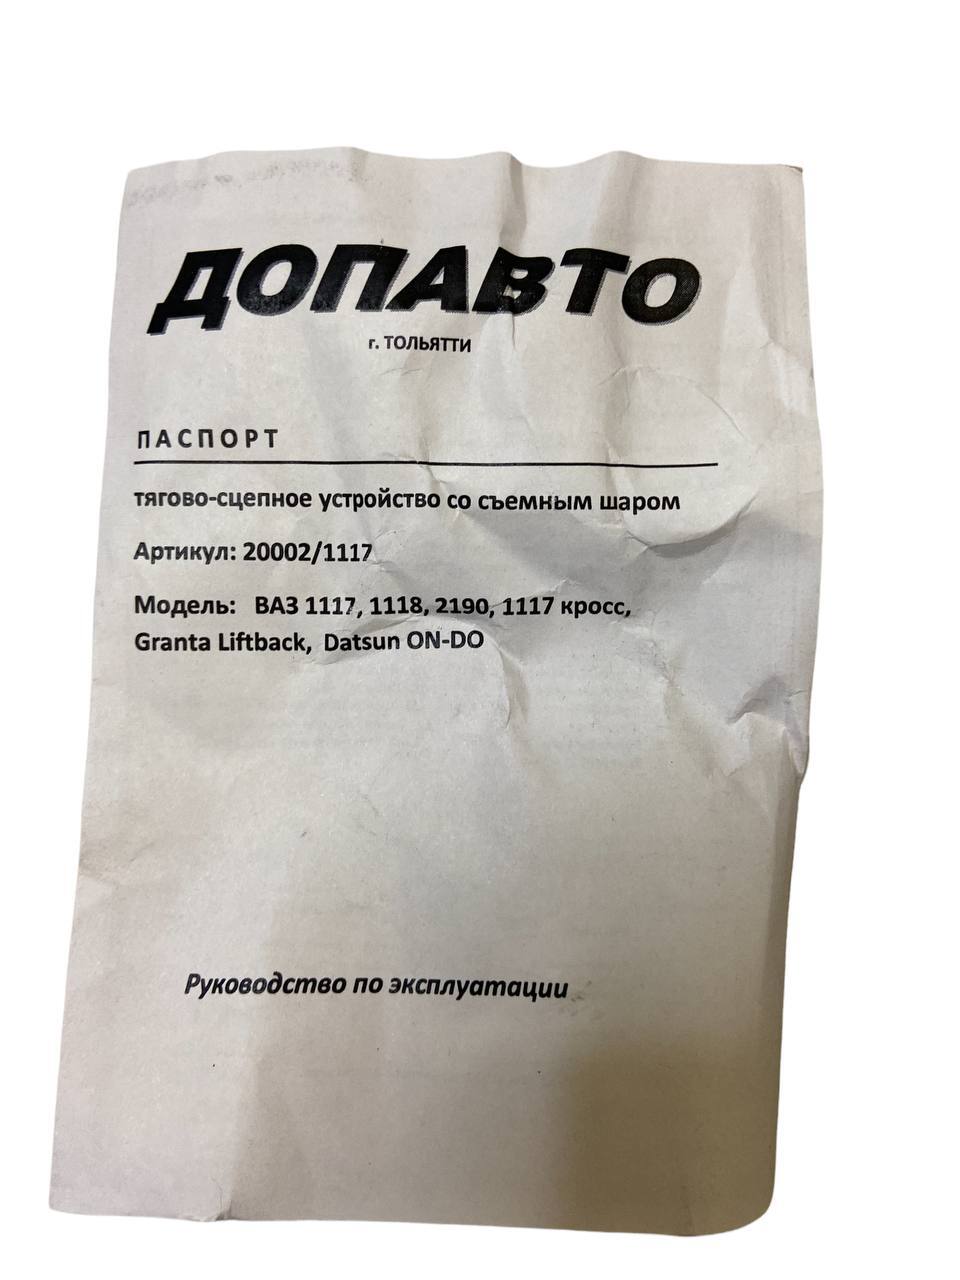 ДОПАВТО
г. ТОЛЬЯТТИ
ПАСПОРТ
тягово-сцепное устройство со съемным шаром
Артикул: 20002/1117
Модель: ВАЗ 1117, 1118, 2190, 1117 кросс,
Granta Liftback, Datsun ON-DO
Руководство по эксплуатации